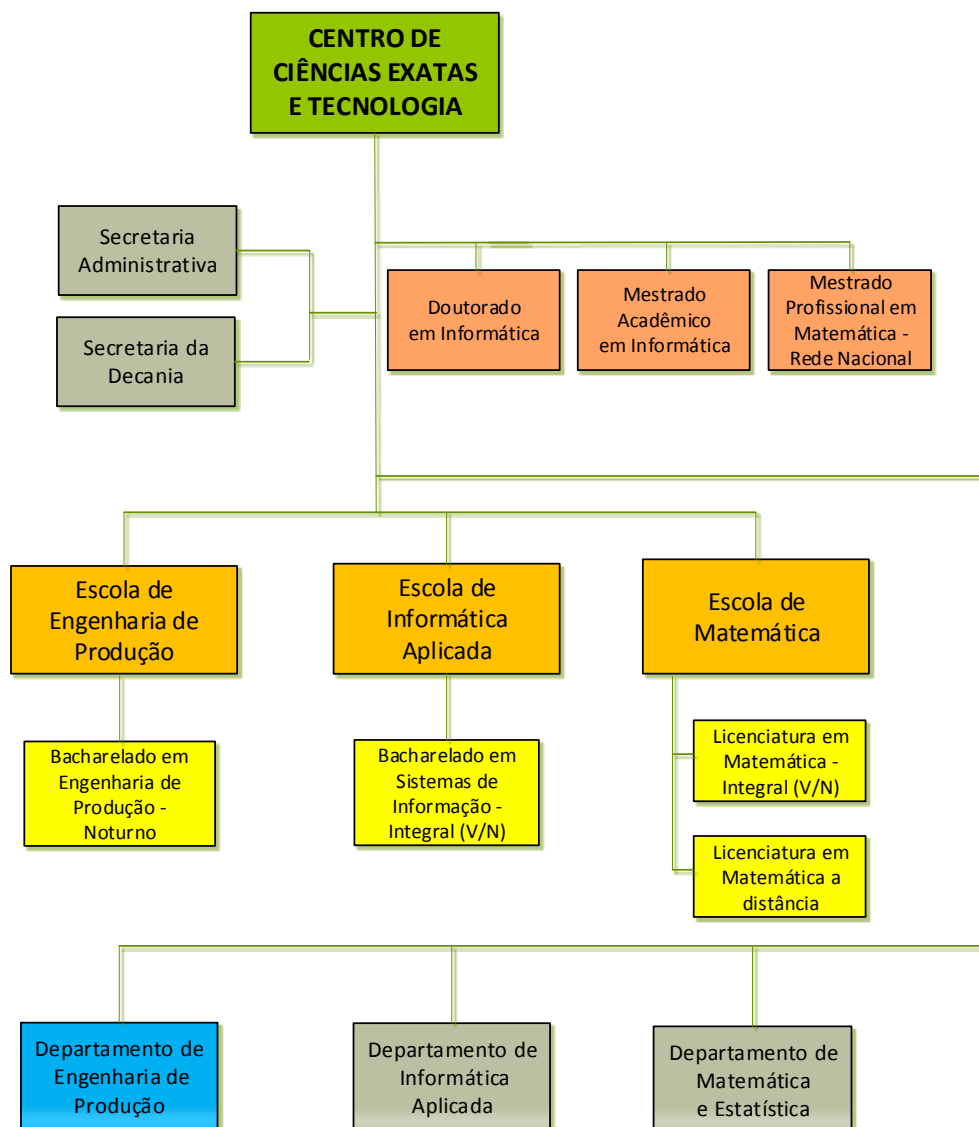 CENTRO DE
CIÊNCIAS EXATAS
E TECNOLOGIA
Secretaria
Administrativa
Secretaria da
Decania
Doutorado
em Informática
Mestrado
Acadêmico
em Informática
Mestrado
Profissional em
Matemática -
Rede Nacional
Escola de
Engenharia de
Produção
Escola de
Informática
Aplicada
Escola de
Matemática
Bacharelado em
Engenharia de
Produção -
Noturno
Bacharelado em
Sistemas de
Informação -
Integral (V/N)
Licenciatura em
Matemática -
Integral (V/N)
Licenciatura em
Matemática a
distância
Departamento de
Engenharia de
Produção
Departamento de
Informática
Aplicada
Departamento de
Matemática
e Estatística